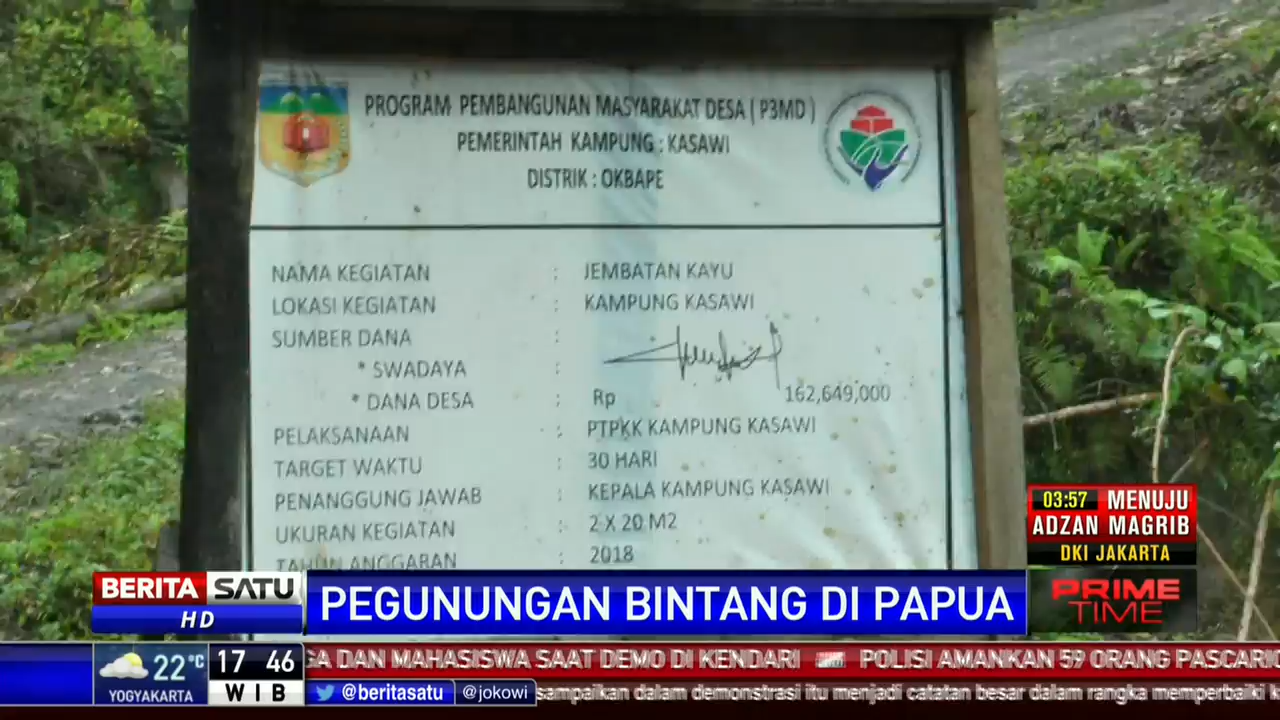 PROGRAM PEMBANGUNAN MASYARAKAT DESA ( P3MD )
PEMERINTAH KAMPUNG : KASAWI
DISTRIK : OKBAPE
NAMA KEGIATAN : JEMBATAN KAYU
LOKASI KEGIATAN : KAMPUNG KASAWI
SUMBER DANA
* SWADAYA :
* DANA DESA : Rp 162,649,000
PELAKSANAAN : PTPKK KAMPUNG KASAWI
TARGET WAKTU : 30 HARI
PENANGGUNG JAWAB : KEPALA KAMPUNG KASAWI
UKURAN KEGIATAN : 2 X 20 M2
TAHUN ANGGARAN : 2018
03:57 MENUJU
ADZAN MAGRIB
DKI JAKARTA
BERITA SATU
HD
PEGUNUNGAN BINTANG DI PAPUA
PRIME
TIME
22°C
YOGYAKARTA
17 46
WIB
GA DAN MAHASISWA SAAT DEMO DI KENDARI POLISI AMANKAN 59 ORANG PASCARI
@beritasatu @jokowi sampaikan dalam demonstrasi itu menjadi catatan besar dalam rangka memperbaiki k